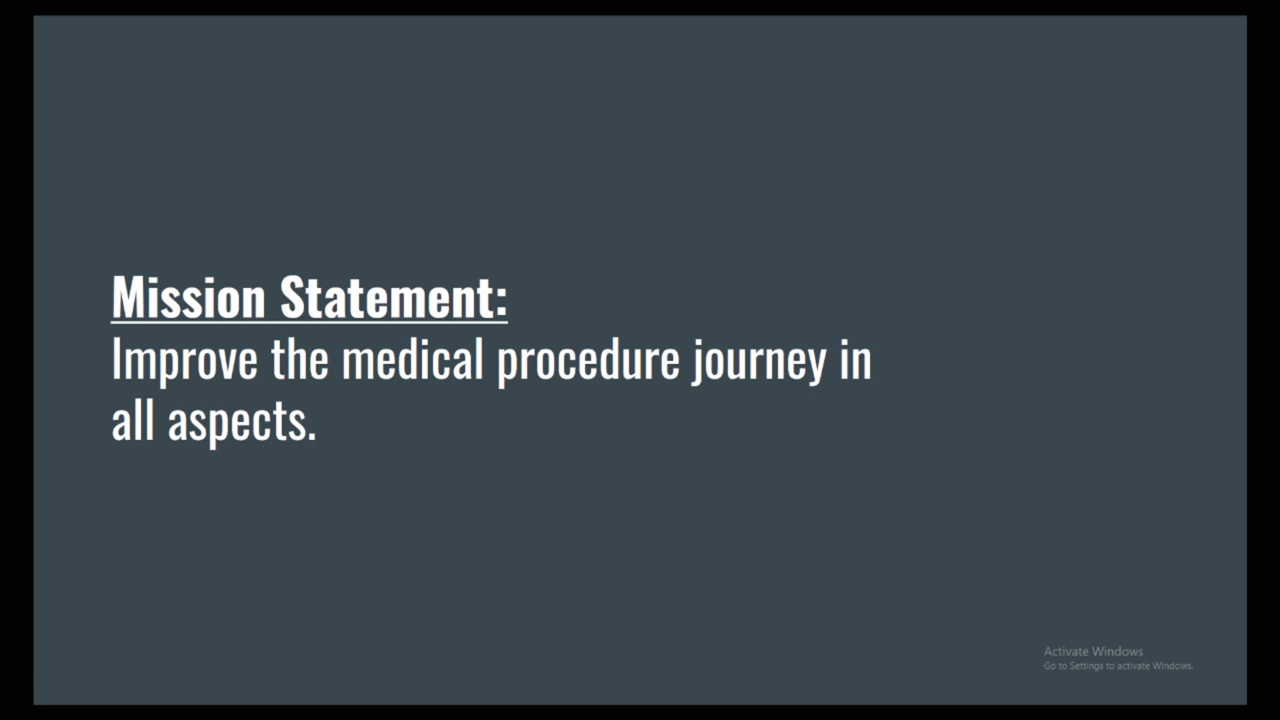 Mission Statement:
Improve the medical procedure journey in
all aspects.
Activate Windows
Go to Settings to activate Windows.